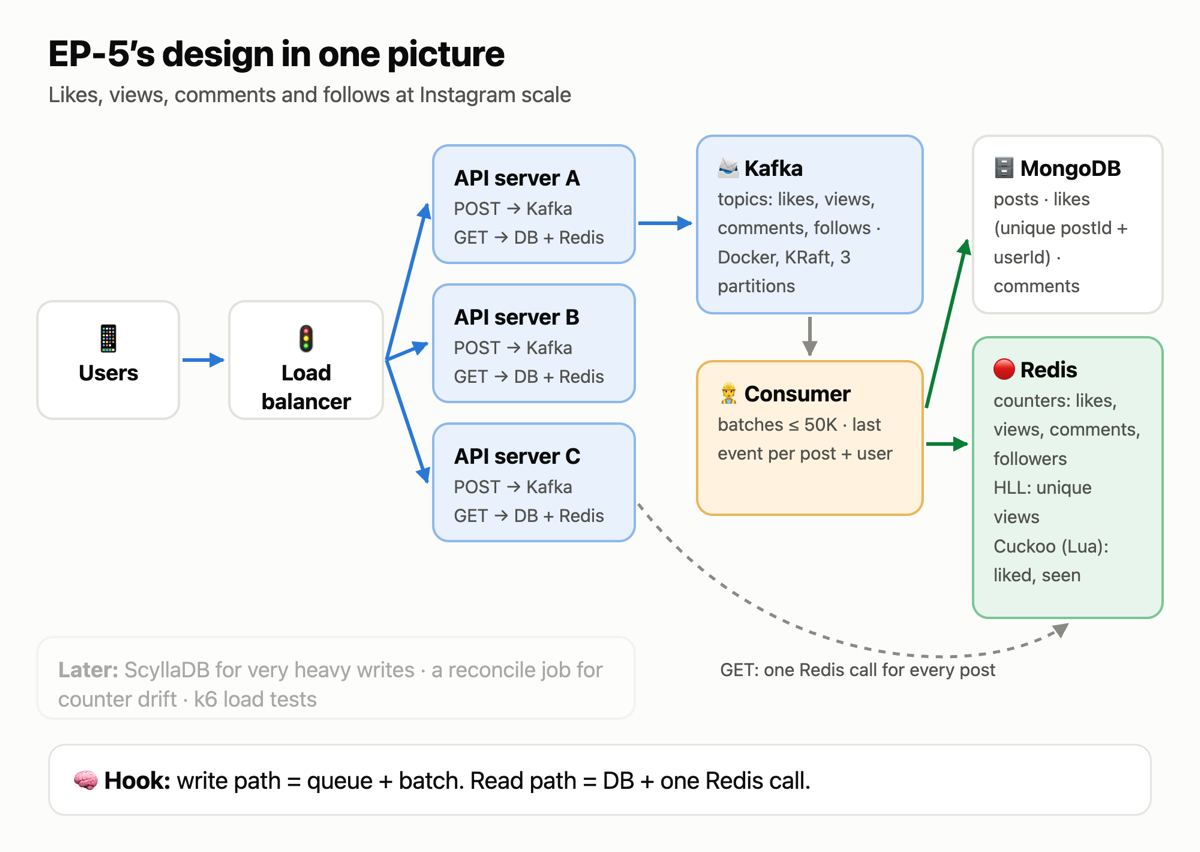 EP-5’s design in one picture
Likes, views, comments and follows at Instagram scale
Users
Load
balancer
API server A
POST → Kafka
GET → DB + Redis
API server B
POST → Kafka
GET → DB + Redis
API server C
POST → Kafka
GET → DB + Redis
Kafka
topics: likes, views,
comments, follows ·
Docker, KRaft, 3
partitions
Consumer
batches ≤ 50K · last
event per post + user
MongoDB
posts · likes
(unique postId +
userId) ·
comments
Redis
counters: likes,
views, comments,
followers
HLL: unique
views
Cuckoo (Lua):
liked, seen
GET: one Redis call for every post
Later: ScyllaDB for very heavy writes · a reconcile job for
counter drift · k6 load tests
Hook: write path = queue + batch. Read path = DB + one Redis call.